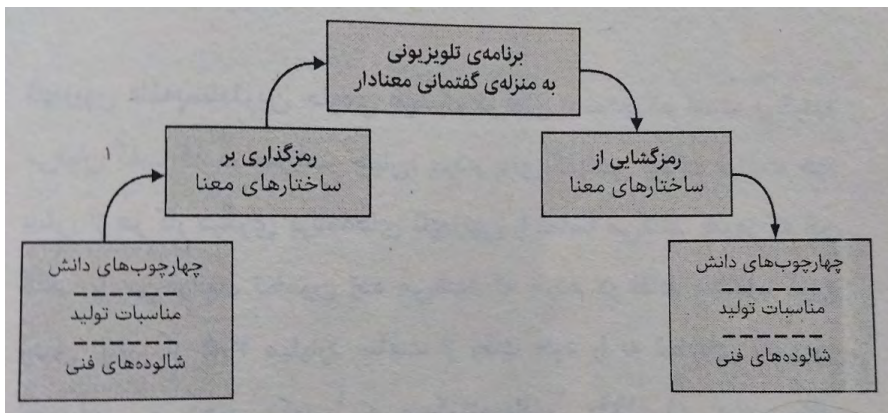 برنامه‌ی تلویزیونی
به منزله‌ی گفتمانی معنادار
رمزگذاری بر
ساختارهای معنا
۱
رمزگشایی از
ساختارهای معنا
چهارچوب‌های دانش
مناسبات تولید
شالوده‌های فنی
چهارچوب‌های دانش
مناسبات تولید
شالوده‌های فنی